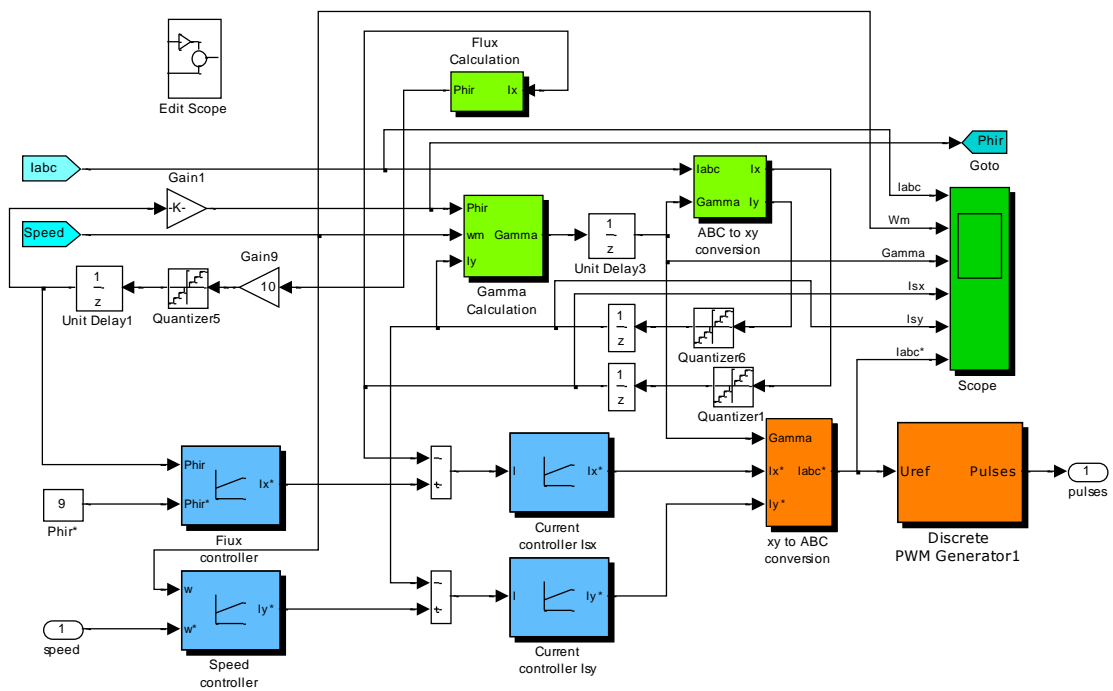 Flux
Calculation
Phir
Ix
Edit Scope
Iabc
Gain1
-K-
Speed
Phir
Goto
Iabc
Ix
Gamma
Iy
ABC to xy
conversion
Phir
wm
Gamma
Iy
Gamma
Calculation
1
z
Unit Delay3
Iabc
Wm
Gamma
Isx
Isy
Iabc*
Scope
1
z
Unit Delay1
Quantizer5
Gain9
10
1
z
Quantizer6
1
z
Quantizer1
Phir
Ix*
Phir*
Flux
controller
9
Phir*
-
+
I
Ix*
Current
controller Isx
Gamma
Ix*
Iabc*
Iy*
xy to ABC
conversion
Uref
Pulses
Discrete
PWM Generator1
1
pulses
w
Iy*
w*
Speed
controller
1
speed
-
+
I
Iy*
Current
controller Isy